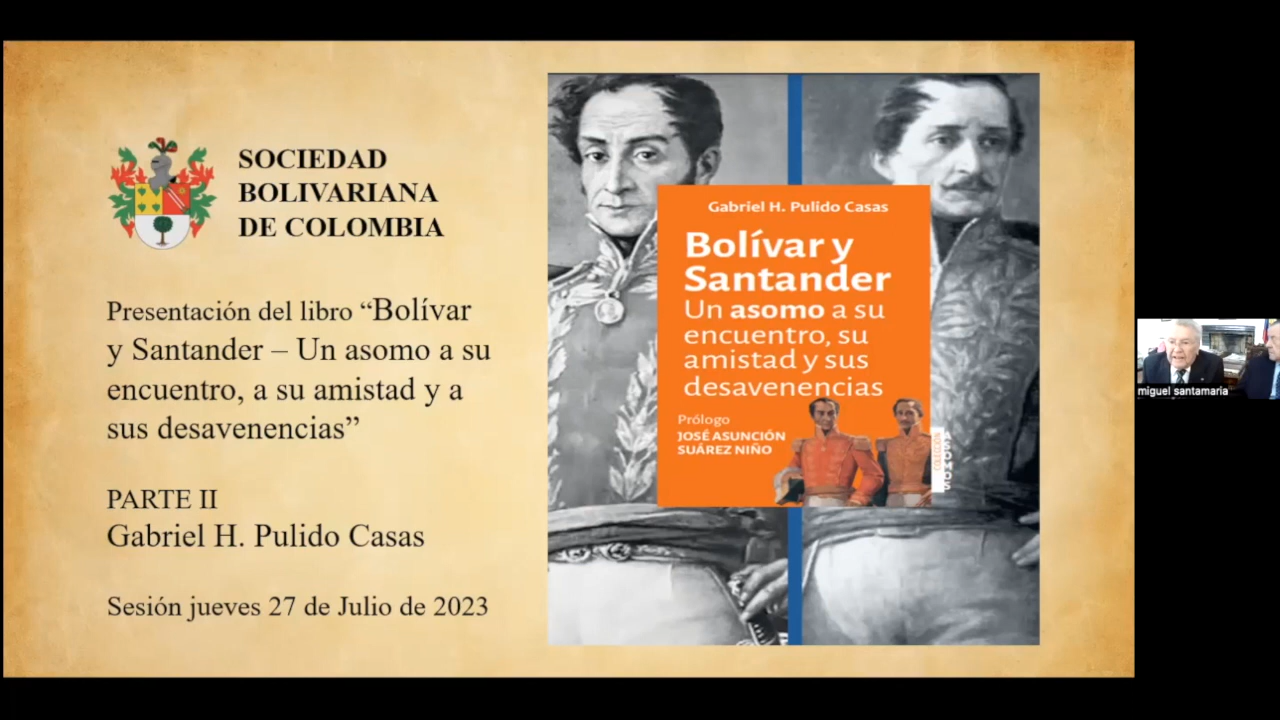 SOCIEDAD
BOLIVARIANA
DE COLOMBIA
Presentación del libro “Bolívar
y Santander – Un asomo a su
encuentro, a su amistad y a
sus desavenencias”
PARTE II
Gabriel H. Pulido Casas
Sesión jueves 27 de Julio de 2023
Gabriel H. Pulido Casas
Bolívar y
Santander
Un asomo a su
encuentro, su
amistad y sus
desavenencias
Prólogo
JOSÉ ASUNCIÓN
SUÁREZ NIÑO
COLECCIÓN
ASOMOS
miguel santamaria